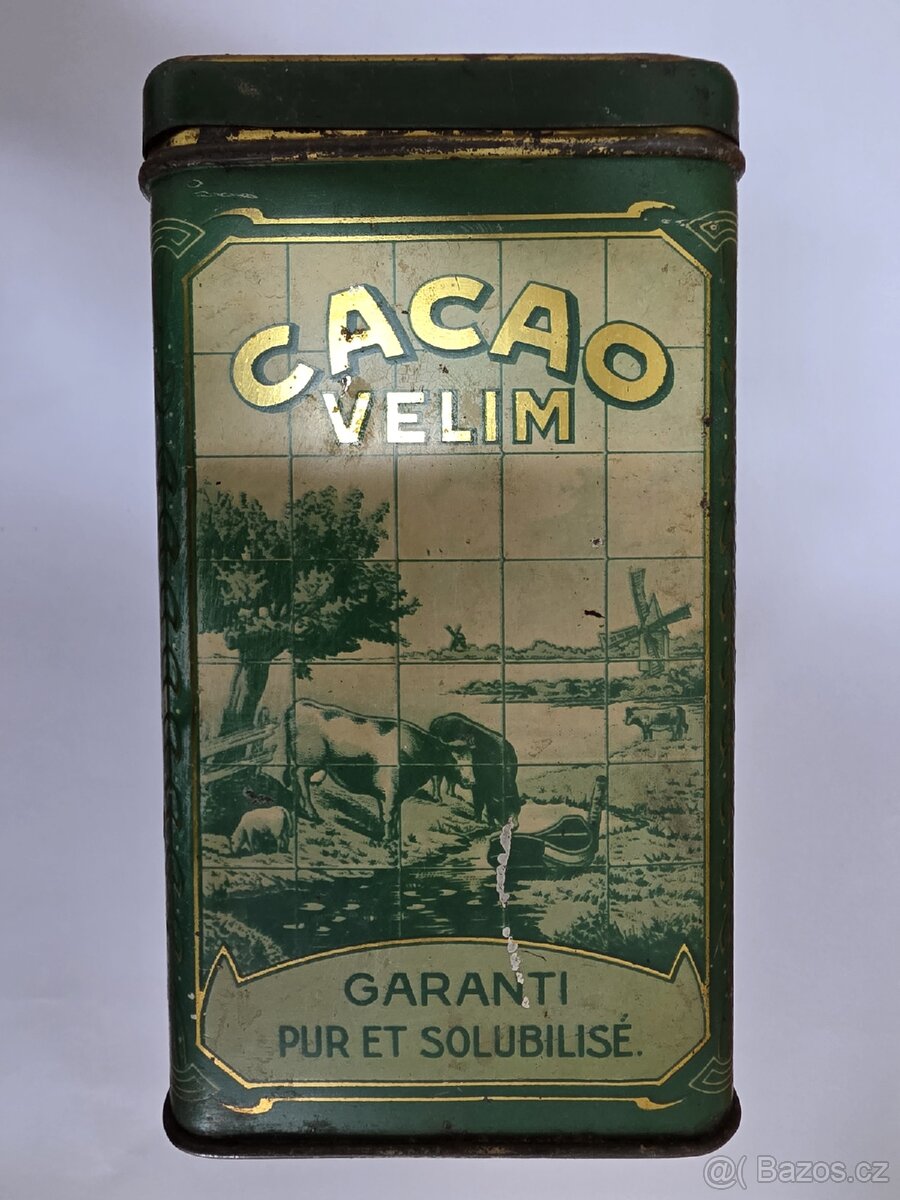 CACAO
VELIM
GARANTI
PUR ET SOLUBILISÉ.
@( Bazos.cz